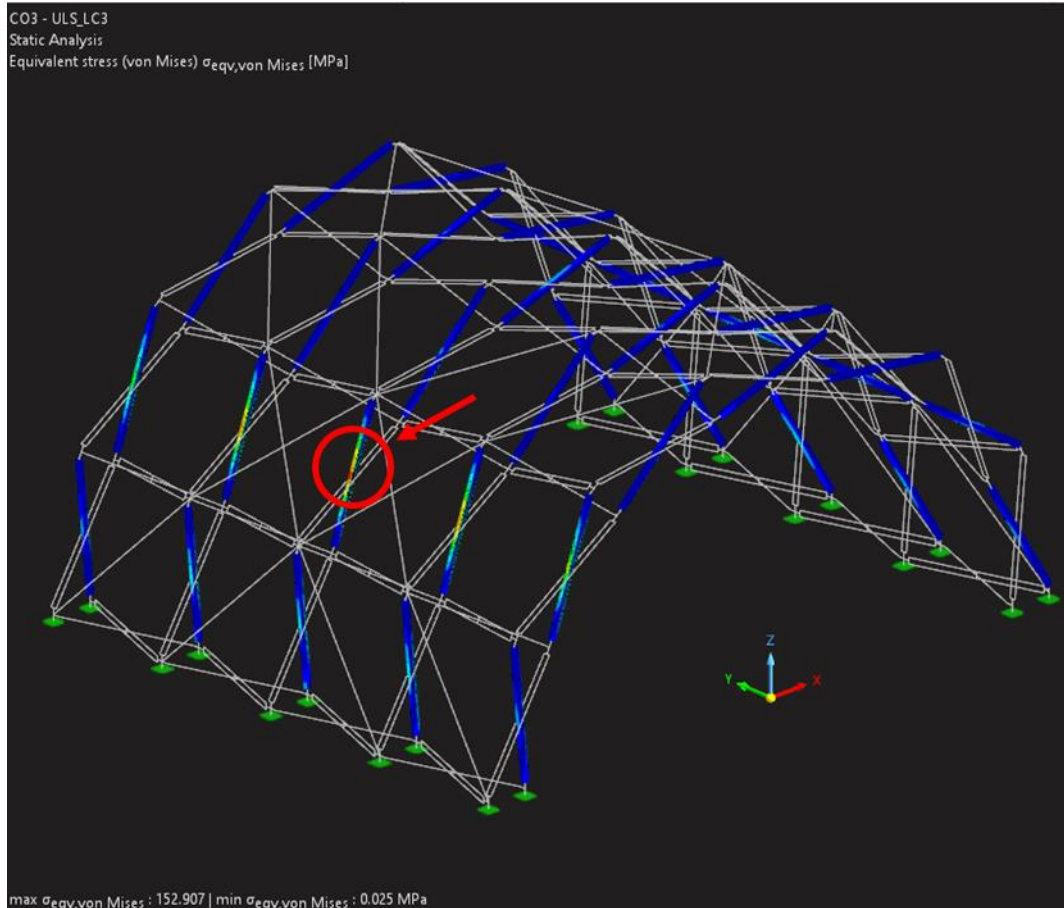 CO3 - ULS_LC3
Static Analysis
Equivalent stress (von Mises) σeqv,von Mises [MPa]
Z
Y
X
max σeqv,von Mises : 152.907 | min σeqv,von Mises : 0.025 MPa